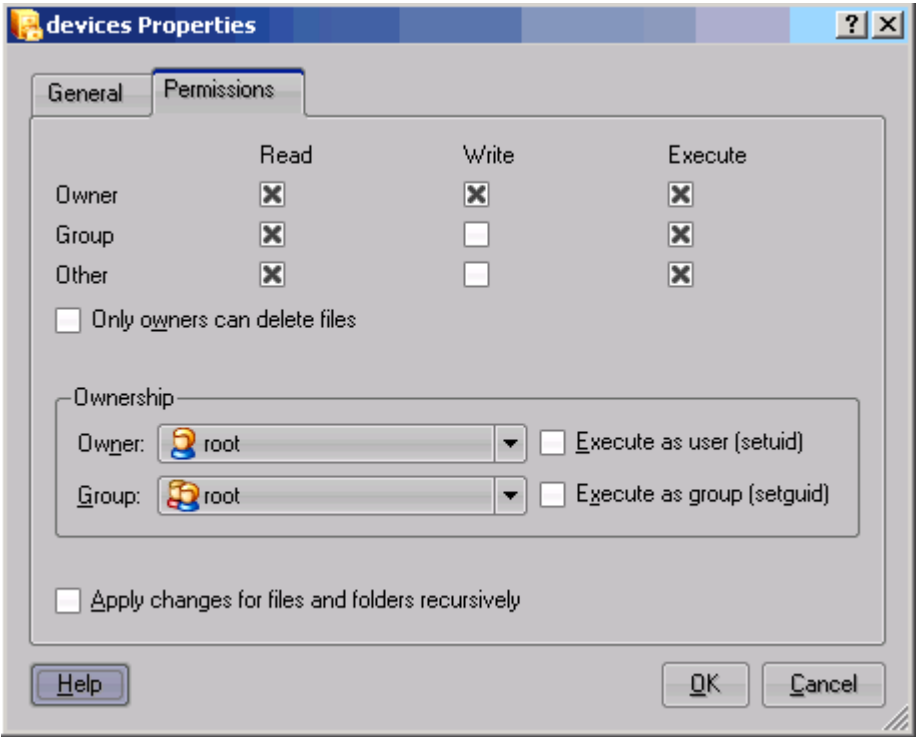 devices Properties
General Permissions
Read Write Execute
Owner
Group
Other
Only owners can delete files
Ownership
Owner: root Execute as user (setuid)
Group: root Execute as group (setguid)
Apply changes for files and folders recursively
Help OK Cancel